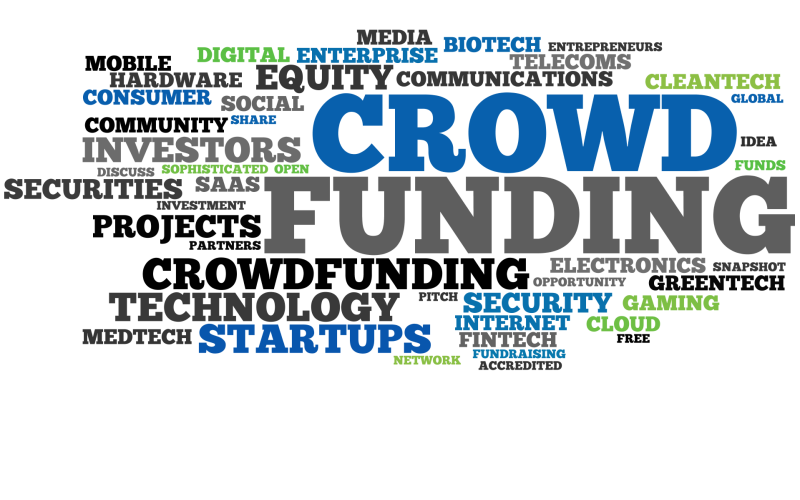 MEDIA
BIOTECH
ENTREPRENEURS
MOBILE
DIGITAL
ENTERPRISE
TELECOMS
HARDWARE
EQUITY
COMMUNICATIONS
CLEANTECH
CONSUMER
SOCIAL
GLOBAL
COMMUNITY
SHARE
CROWD
IDEA
INVESTORS
DISCUSS
SOPHISTICATED
OPEN
FUNDS
SECURITIES
SAAS
INVESTMENT
FUNDING
PROJECTS
PARTNERS
CROWDFUNDING
ELECTRONICS
SNAPSHOT
OPPORTUNITY
GREENTECH
TECHNOLOGY
PITCH
SECURITY
GAMING
MEDTECH
STARTUPS
INTERNET
CLOUD
FINTECH
FREE
NETWORK
FUNDRAISING
ACCREDITED